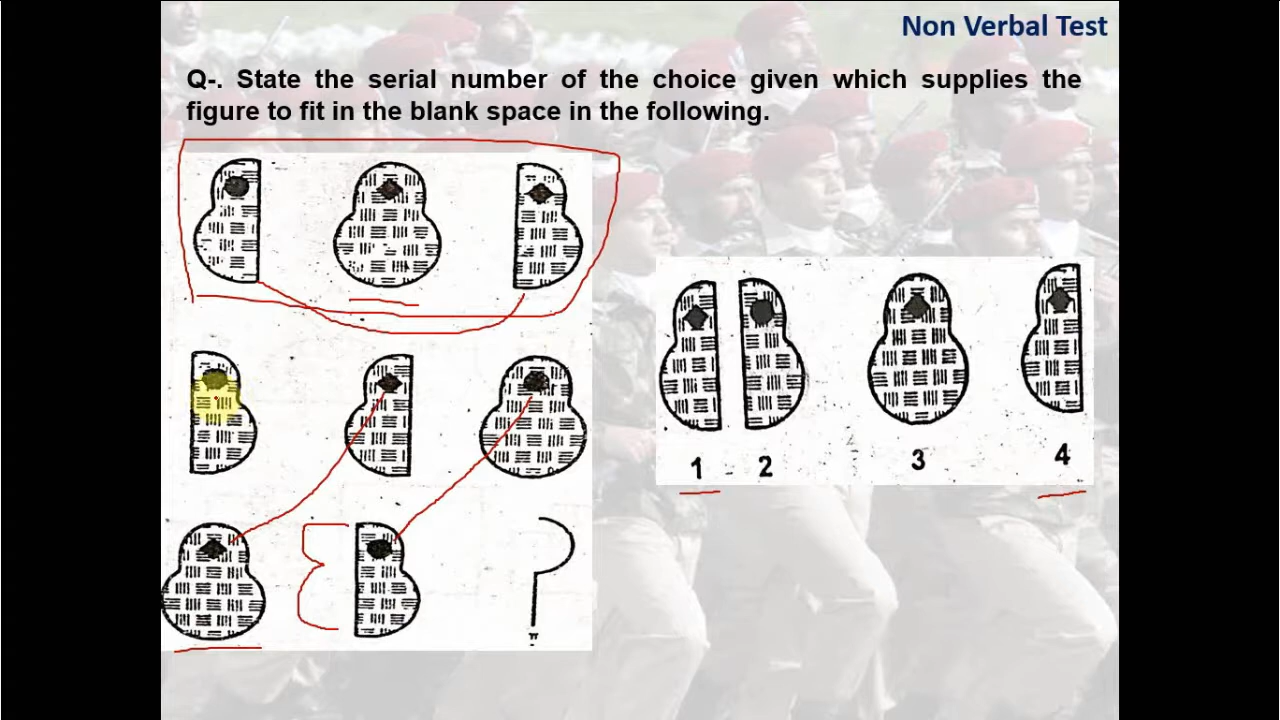 Non Verbal Test
Q-. State the serial number of the choice given which supplies the
figure to fit in the blank space in the following.
?
1 - 2 3 4